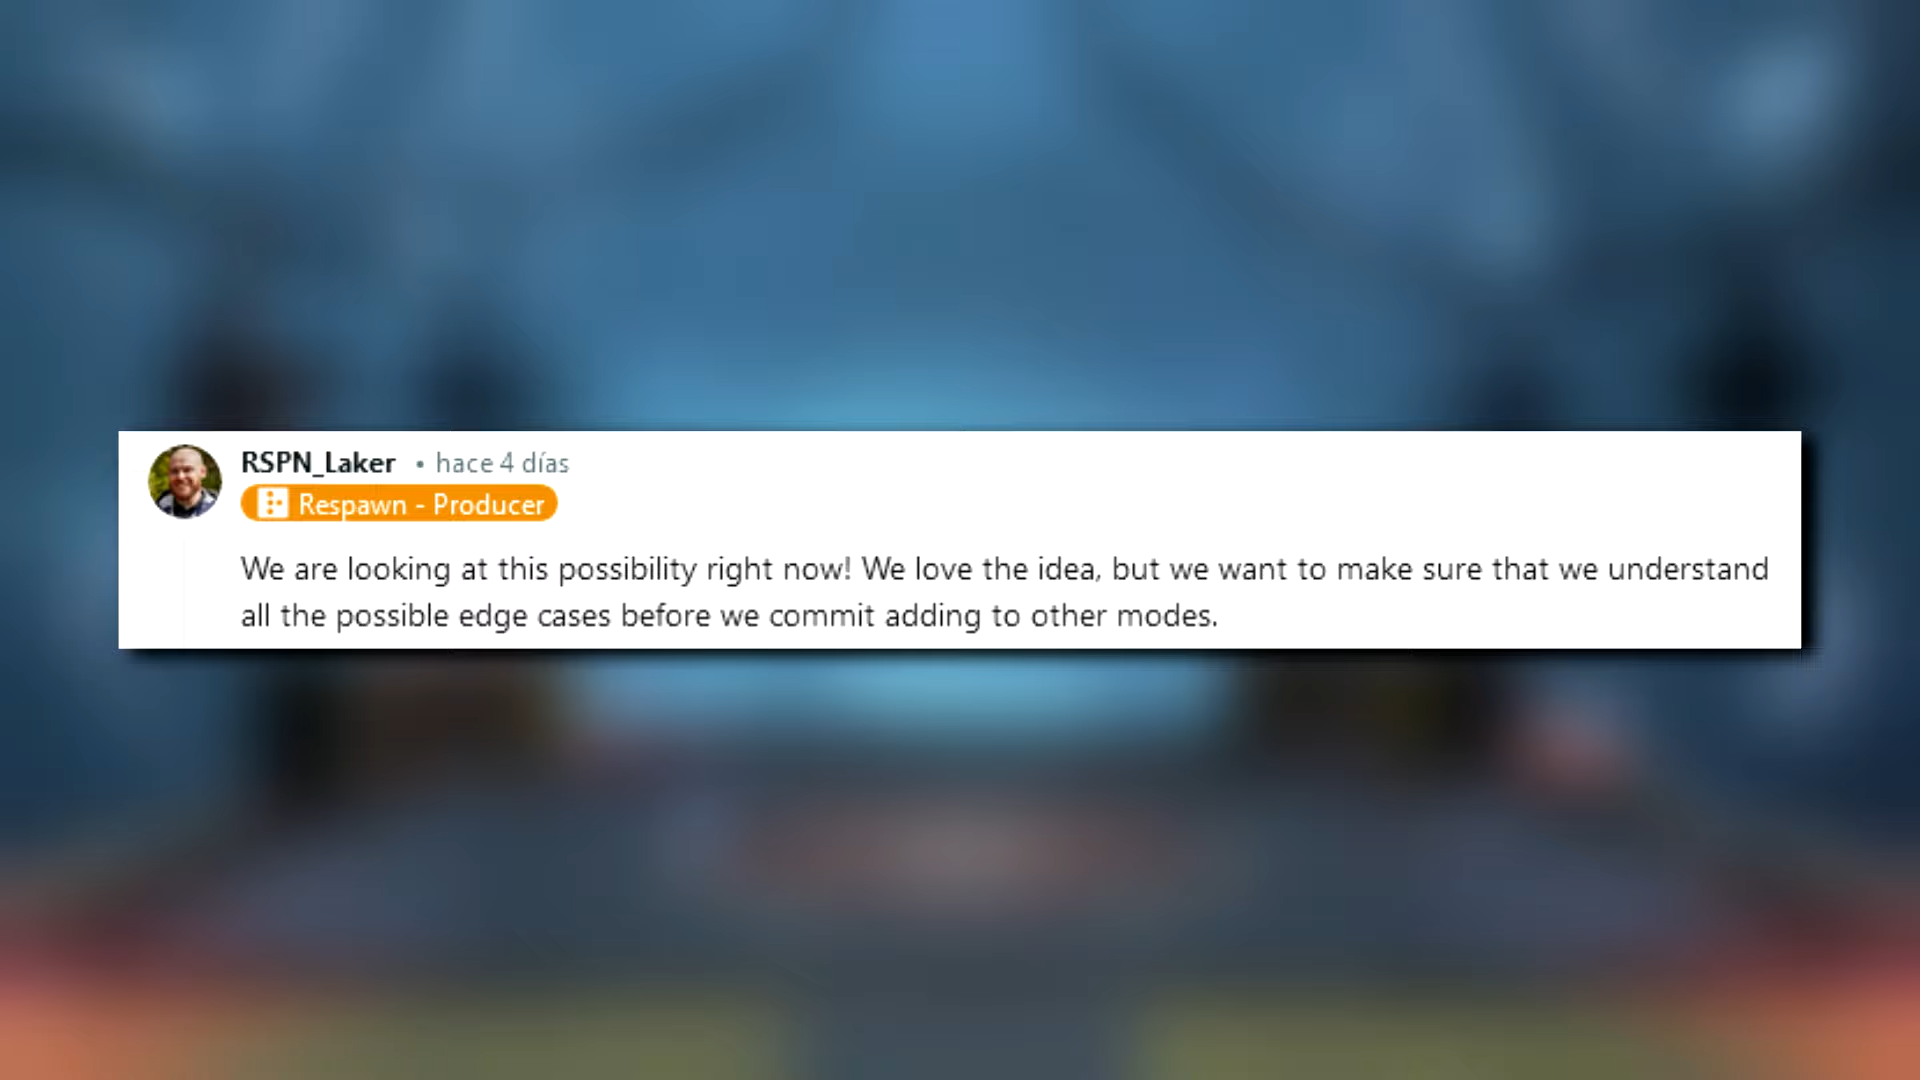 RSPN_Laker • hace 4 días
Respawn - Producer
We are looking at this possibility right now! We love the idea, but we want to make sure that we understand
all the possible edge cases before we commit adding to other modes.